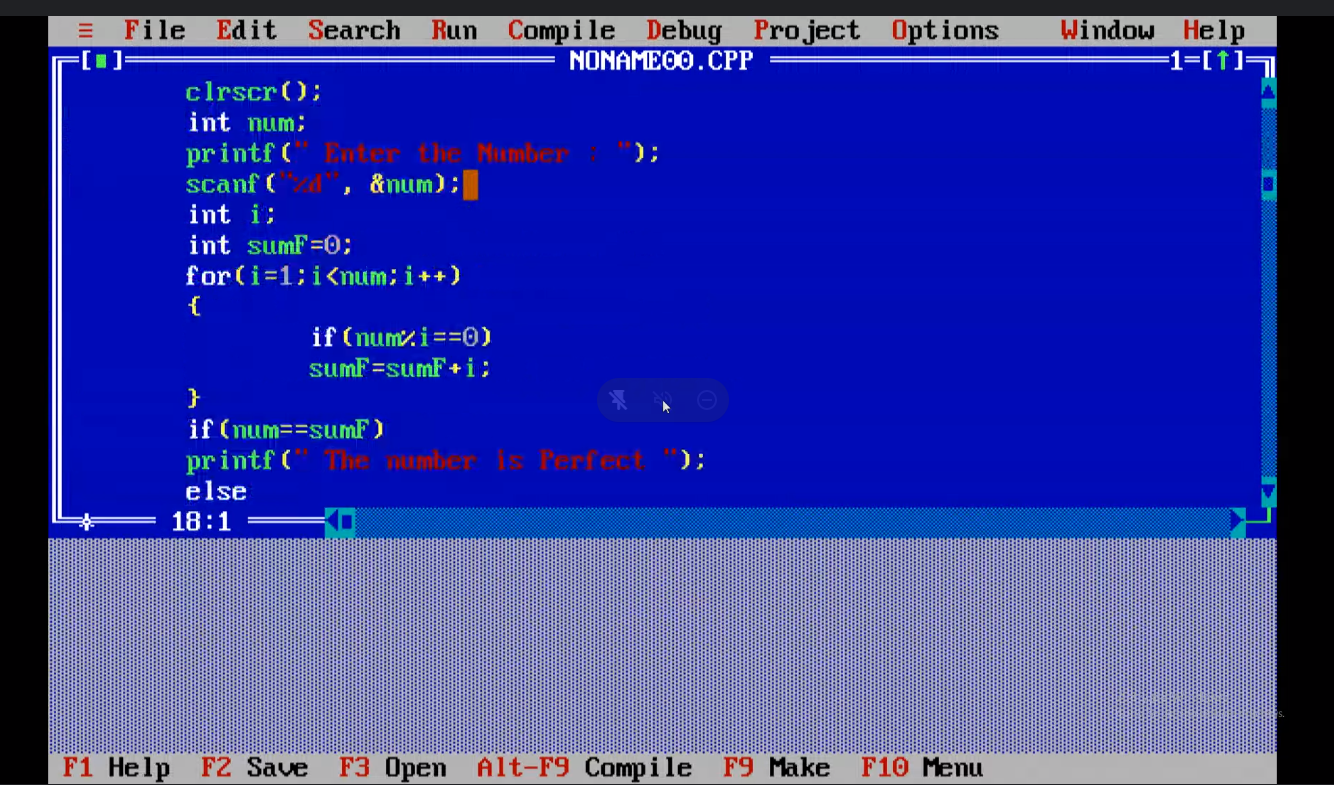 ≡ File Edit Search Run Compile Debug Project Options Window Help
[■] NONAME00.CPP 1=[↑]
clrscr();
int num;
printf(" Enter the Number : ");
scanf("%d", &num);
int i;
int sumF=0;
for(i=1;i<num;i++)
{
if(num%i==0)
sumF=sumF+i;
}
if(num==sumF)
printf(" The number is Perfect ");
else
18:1
F1 Help F2 Save F3 Open Alt-F9 Compile F9 Make F10 Menu